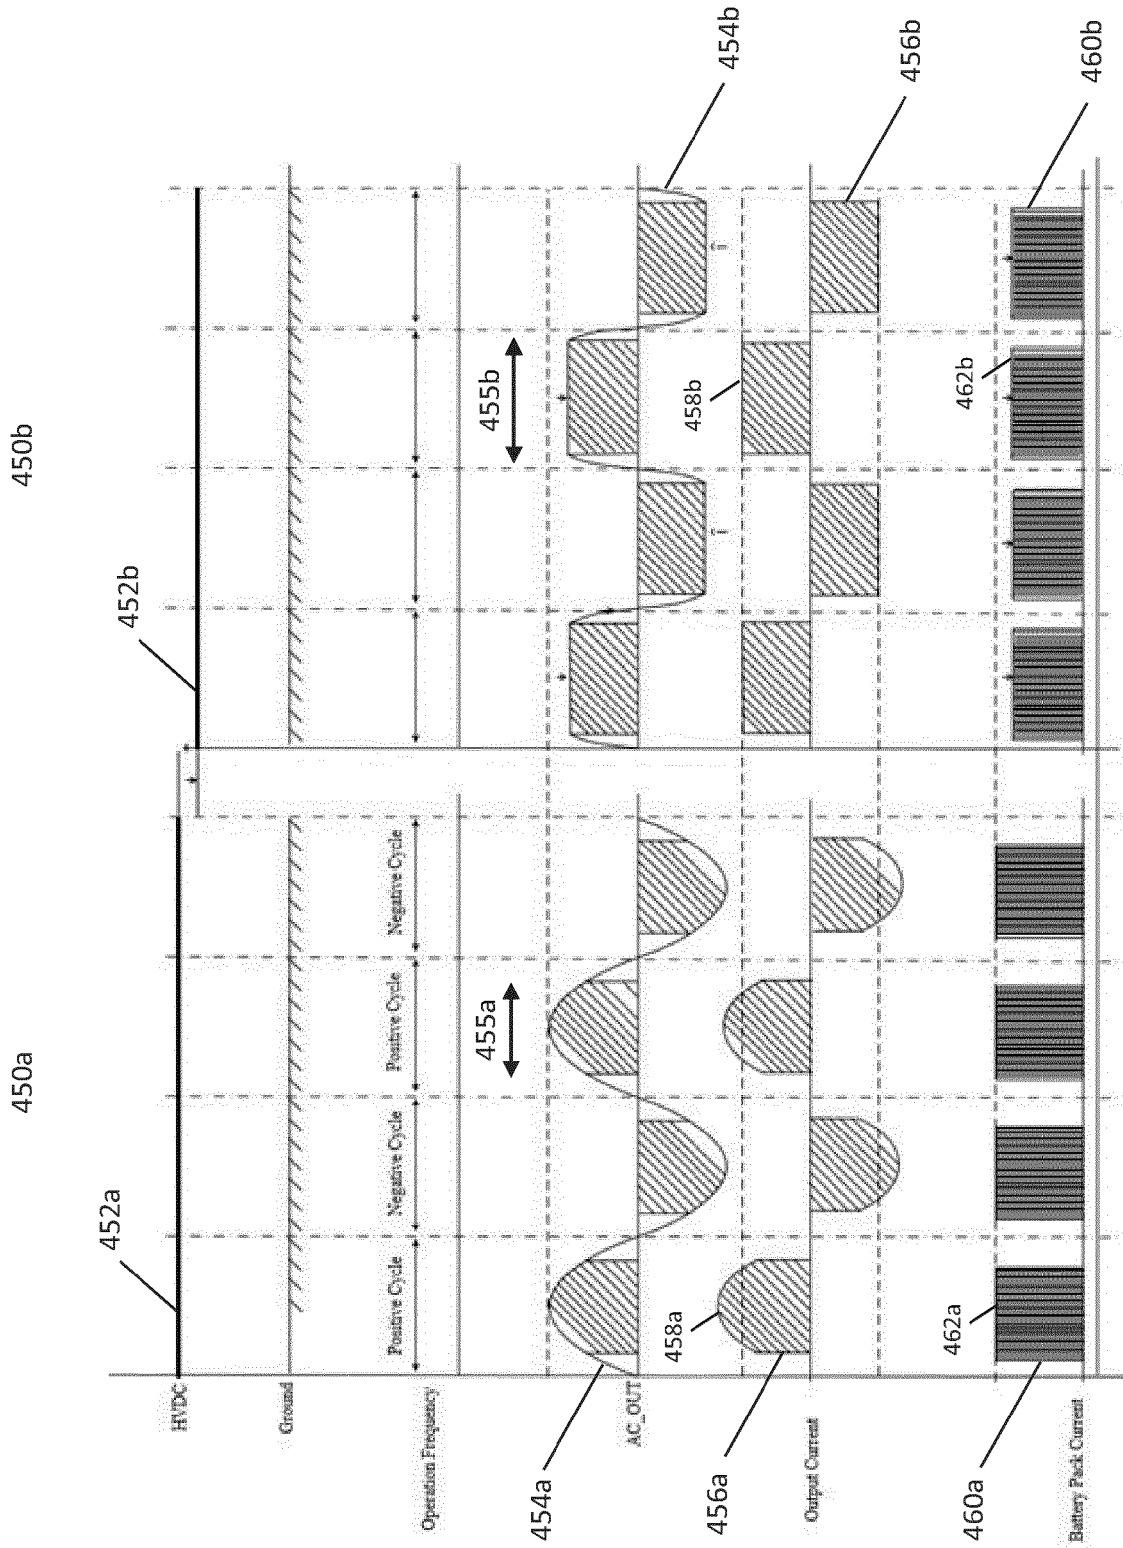 450a
450b
452a
452b
HVDC
Ground
Operation Frequency
Positive Cycle
Negative Cycle
Positive Cycle
Negative Cycle
455a
455b
454a
454b
AC_OUT
458a
458b
456a
456b
Output Current
462a
462b
460a
460b
Battery Pack Current